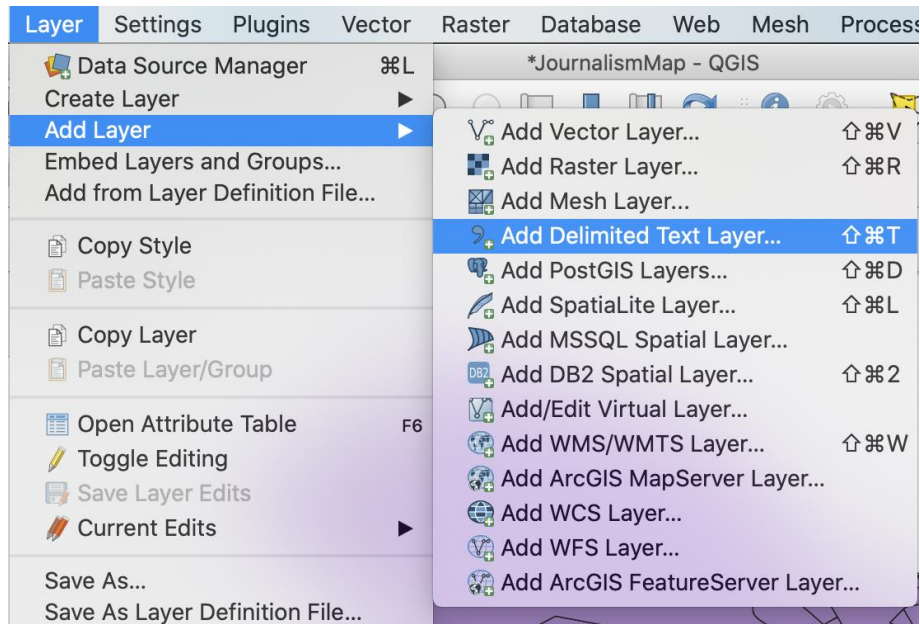 Layer Settings Plugins Vector Raster Database Web Mesh Process
*JournalismMap - QGIS
Data Source Manager ⌘L
Create Layer ▶
Add Layer ▶
Embed Layers and Groups...
Add from Layer Definition File...
Copy Style
Paste Style
Copy Layer
Paste Layer/Group
Open Attribute Table F6
Toggle Editing
Save Layer Edits
Current Edits ▶
Save As...
Save As Layer Definition File...
Add Vector Layer... ⇧⌘V
Add Raster Layer... ⇧⌘R
Add Mesh Layer...
Add Delimited Text Layer... ⇧⌘T
Add PostGIS Layers... ⇧⌘D
Add SpatiaLite Layer... ⇧⌘L
Add MSSQL Spatial Layer...
DB2 Add DB2 Spatial Layer... ⇧⌘2
Add/Edit Virtual Layer...
Add WMS/WMTS Layer... ⇧⌘W
Add ArcGIS MapServer Layer...
Add WCS Layer...
Add WFS Layer...
Add ArcGIS FeatureServer Layer...